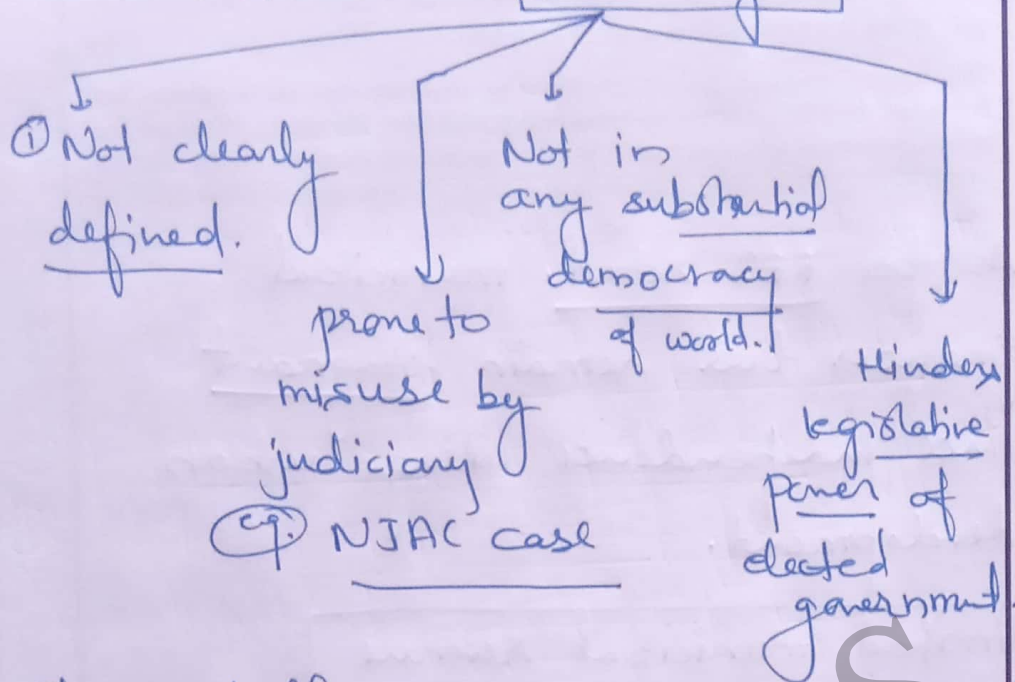 ① Not clearly
defined.
prone to
misuse by
judiciary
eg. NJAC case
Not in
any substantial
democracy
of world.
Hinders
legislative
power of
elected
government